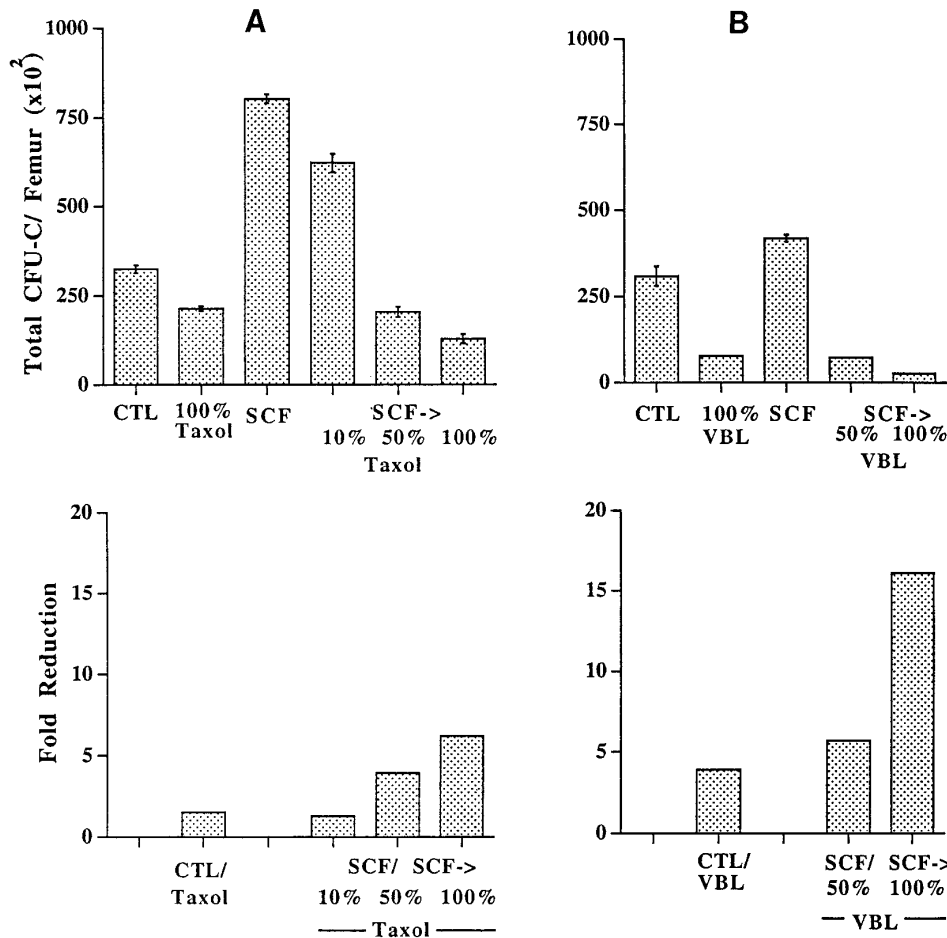 A
Total CFU-C/ Femur (x10²)
1000
750
500
250
0
CTL
100%
Taxol
SCF
SCF->
10% 50% 100%
Taxol
B
1000
750
500
250
0
CTL
100%
VBL
SCF
SCF->
50% 100%
VBL
Fold Reduction
20
15
10
5
0
CTL/
Taxol
SCF/ SCF->
10% 50% 100%
Taxol
20
15
10
5
0
CTL/
VBL
SCF/ SCF->
50% 100%
VBL